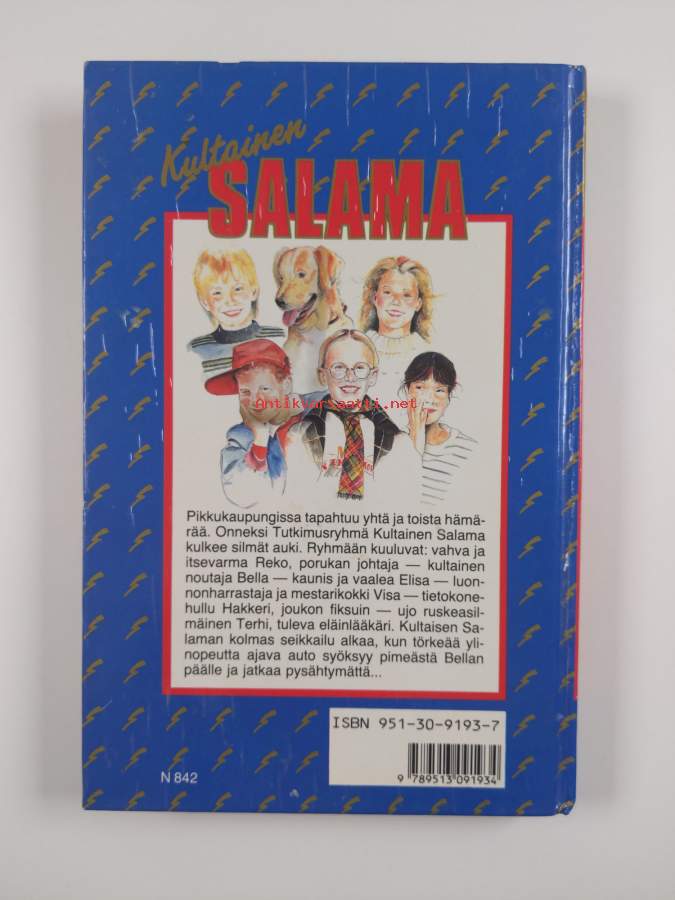 Kultainen
SALAMA
Antikvariaatti.net
Pikkukaupungissa tapahtuu yhtä ja toista hämä-
rää. Onneksi Tutkimusryhmä Kultainen Salama
kulkee silmät auki. Ryhmään kuuluvat: vahva ja
itsevarma Reko, porukan johtaja — kultainen
noutaja Bella — kaunis ja vaalea Elisa — luon-
nonharrastaja ja mestarikokki Visa — tietokone-
hullu Hakkeri, joukon fiksuin — ujo ruskeasil-
mäinen Terhi, tuleva eläinlääkäri. Kultaisen Sa-
laman kolmas seikkailu alkaa, kun törkeää yli-
nopeutta ajava auto syöksyy pimeästä Bellan
päälle ja jatkaa pysähtymättä...
ISBN 951-30-9193-7
9 789513 091934
N 842